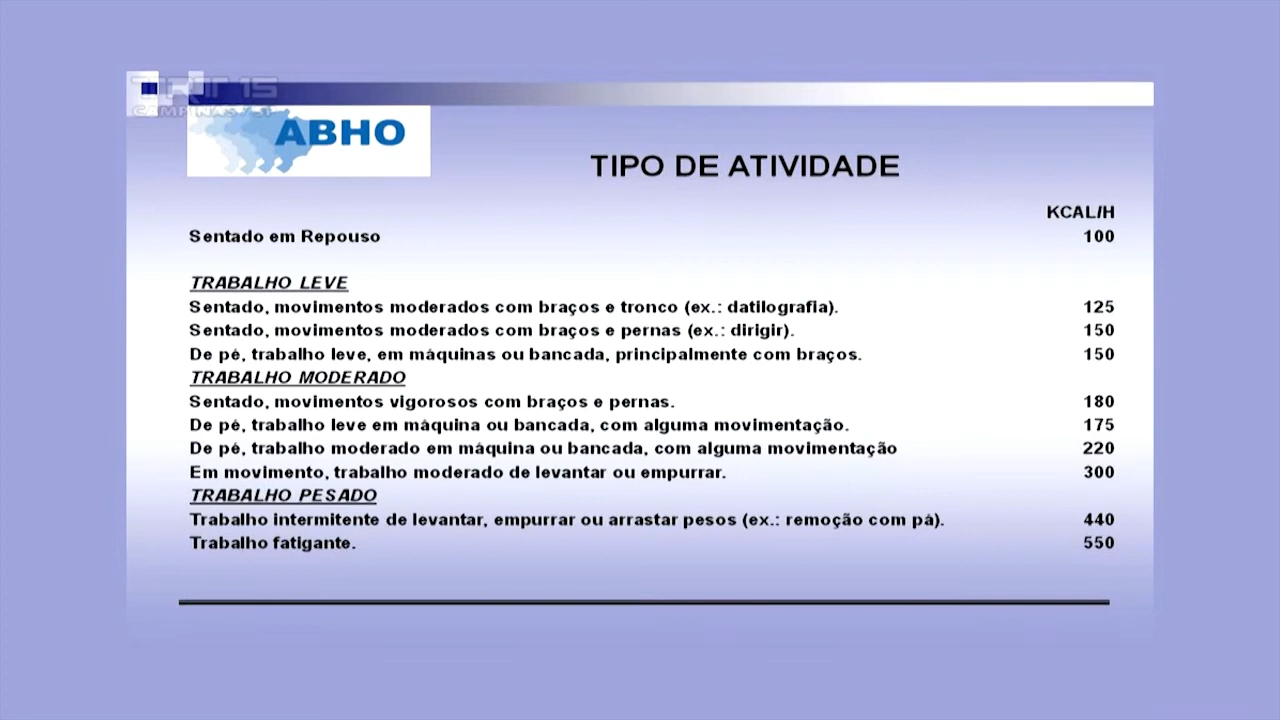 TRT 15
CAMPINAS / SP
ABHO
TIPO DE ATIVIDADE
KCAL/H
Sentado em Repouso 100
TRABALHO LEVE
Sentado, movimentos moderados com braços e tronco (ex.: datilografia). 125
Sentado, movimentos moderados com braços e pernas (ex.: dirigir). 150
De pé, trabalho leve, em máquinas ou bancada, principalmente com braços. 150
TRABALHO MODERADO
Sentado, movimentos vigorosos com braços e pernas. 180
De pé, trabalho leve em máquina ou bancada, com alguma movimentação. 175
De pé, trabalho moderado em máquina ou bancada, com alguma movimentação 220
Em movimento, trabalho moderado de levantar ou empurrar. 300
TRABALHO PESADO
Trabalho intermitente de levantar, empurrar ou arrastar pesos (ex.: remoção com pá). 440
Trabalho fatigante. 550